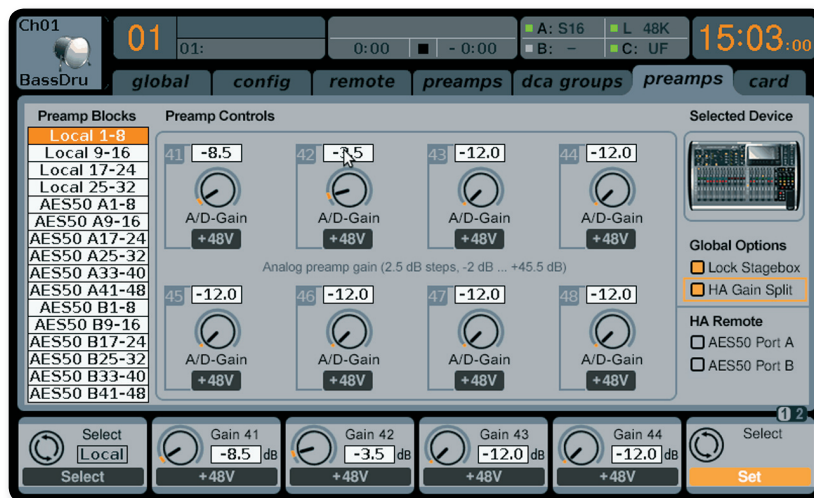 Ch01
BassDru
01
01:
0:00
- 0:00
A: S16
L 48K
B: –
C: UF
15:03:00
global
config
remote
preamps
dca groups
preamps
card
Preamp Blocks
Local 1-8
Local 9-16
Local 17-24
Local 25-32
AES50 A1-8
AES50 A9-16
AES50 A17-24
AES50 A25-32
AES50 A33-40
AES50 A41-48
AES50 B1-8
AES50 B9-16
AES50 B17-24
AES50 B25-32
AES50 B33-40
AES50 B41-48
Preamp Controls
41 -8.5
A/D-Gain
+48V
42 -3.5
A/D-Gain
+48V
43 -12.0
A/D-Gain
+48V
44 -12.0
A/D-Gain
+48V
Analog preamp gain (2.5 dB steps, -2 dB ... +45.5 dB)
45 -12.0
A/D-Gain
+48V
46 -12.0
A/D-Gain
+48V
47 -12.0
A/D-Gain
+48V
48 -12.0
A/D-Gain
+48V
Selected Device
Global Options
Lock Stagebox
HA Gain Split
HA Remote
AES50 Port A
AES50 Port B
1 2
Select
Local
Select
Gain 41
-8.5 dB
+48V
Gain 42
-3.5 dB
+48V
Gain 43
-12.0 dB
+48V
Gain 44
-12.0 dB
+48V
Select
Set